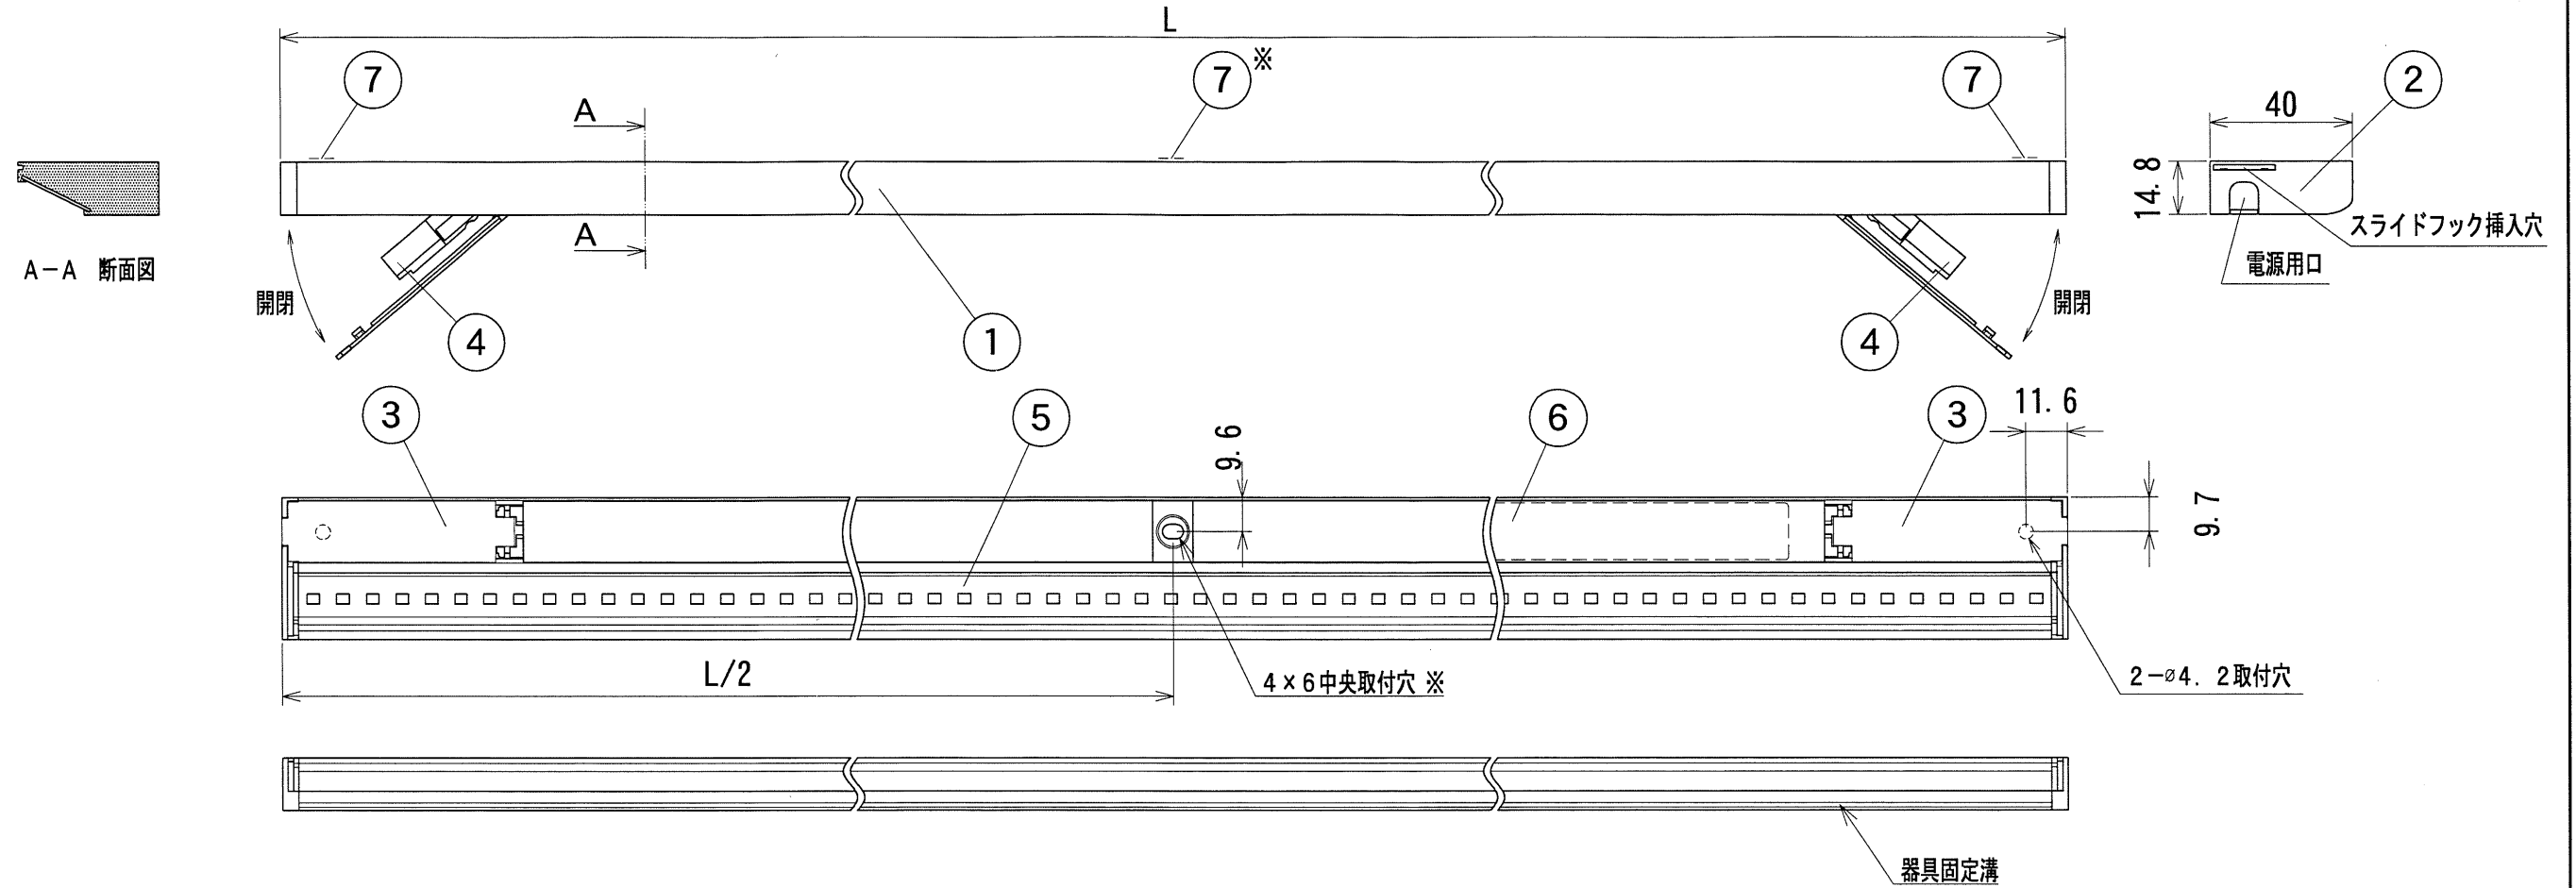 L
⑦
⑦※
⑦
②
A
40
14.8
スライドフック挿入穴
電源用口
A
A−A 断面図
開閉
開閉
④
①
④
③
⑤
⑥
③
11.6
9.6
9.7
L/2
4×6中央取付穴 ※
2−⌀4.2取付穴
器具固定溝